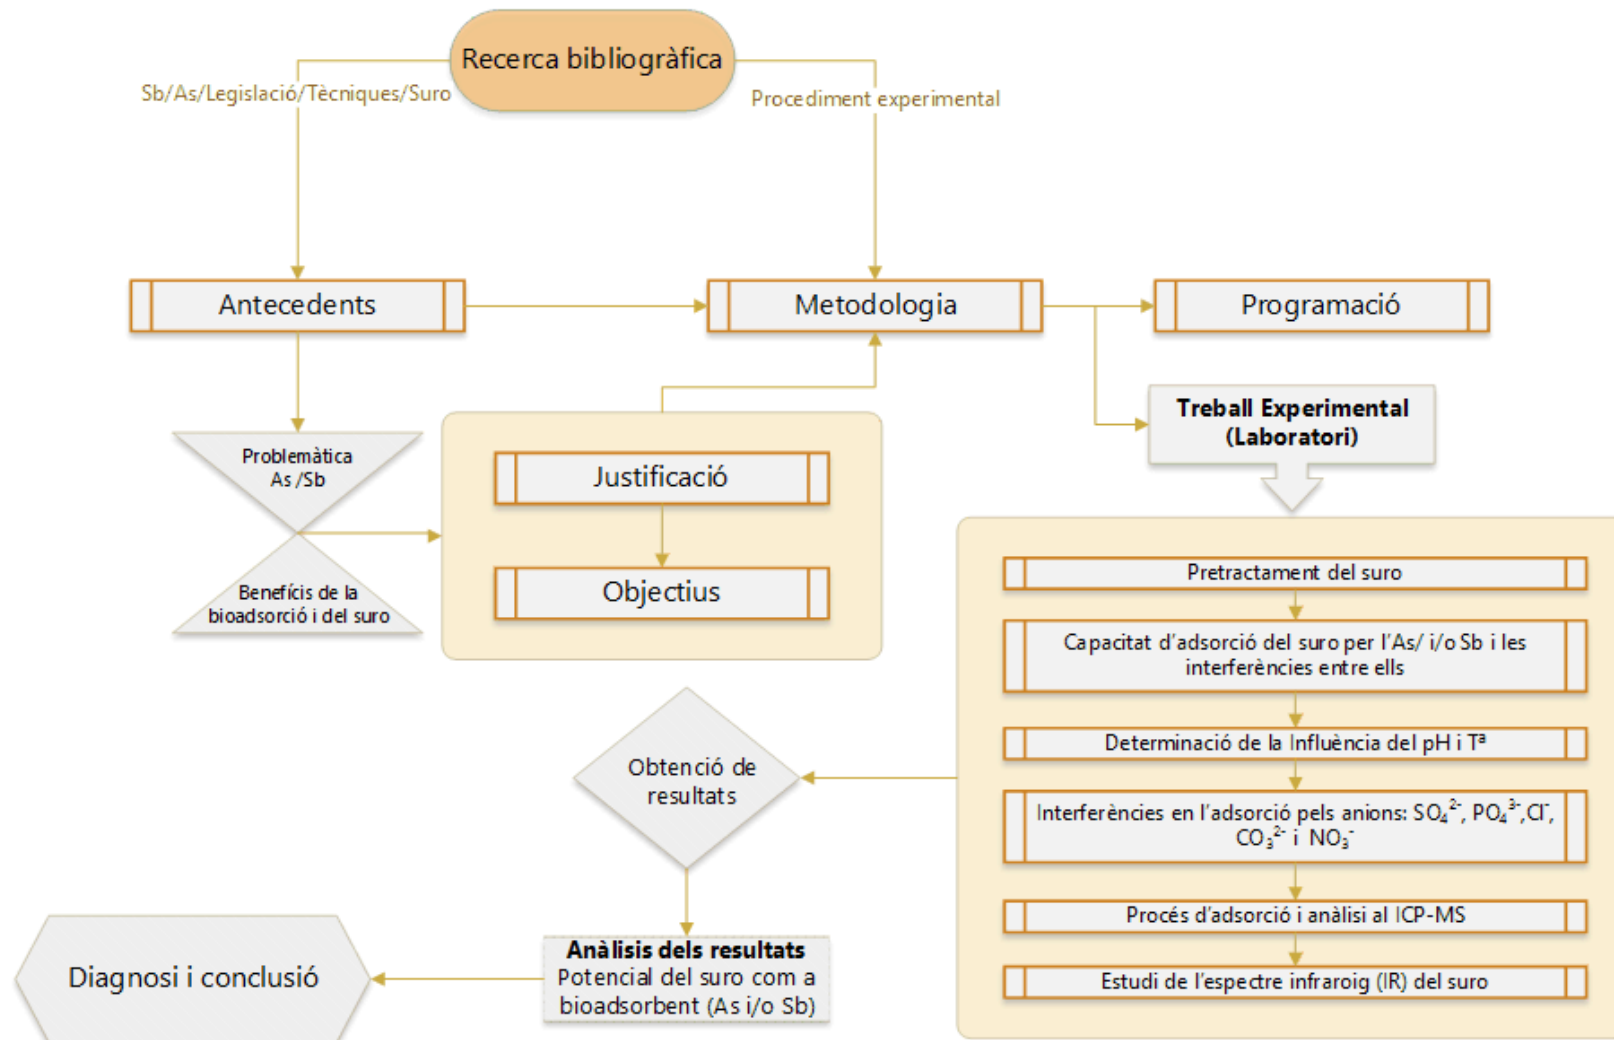 Recerca bibliogràfica
Sb/As/Legislació/Tècniques/Suro
Procediment experimental
Antecedents
Metodologia
Programació
Treball Experimental
(Laboratori)
Problemàtica
As/Sb
Benefícis de la
bioadsorció i del suro
Justificació
Objectius
Pretractament del suro
Capacitat d'adsorció del suro per l'As/ i/o Sb i les
interferències entre ells
Determinació de la Influència del pH i Tª
Interferències en l'adsorció pels anions: SO₄²⁻, PO₄³⁻,Cl⁻,
CO₃²⁻ i NO₃⁻
Procés d'adsorció i anàlisi al ICP-MS
Estudi de l'espectre infraroig (IR) del suro
Obtenció de
resultats
Anàlisis dels resultats
Potencial del suro com a
bioadsorbent (As i/o Sb)
Diagnosi i conclusió